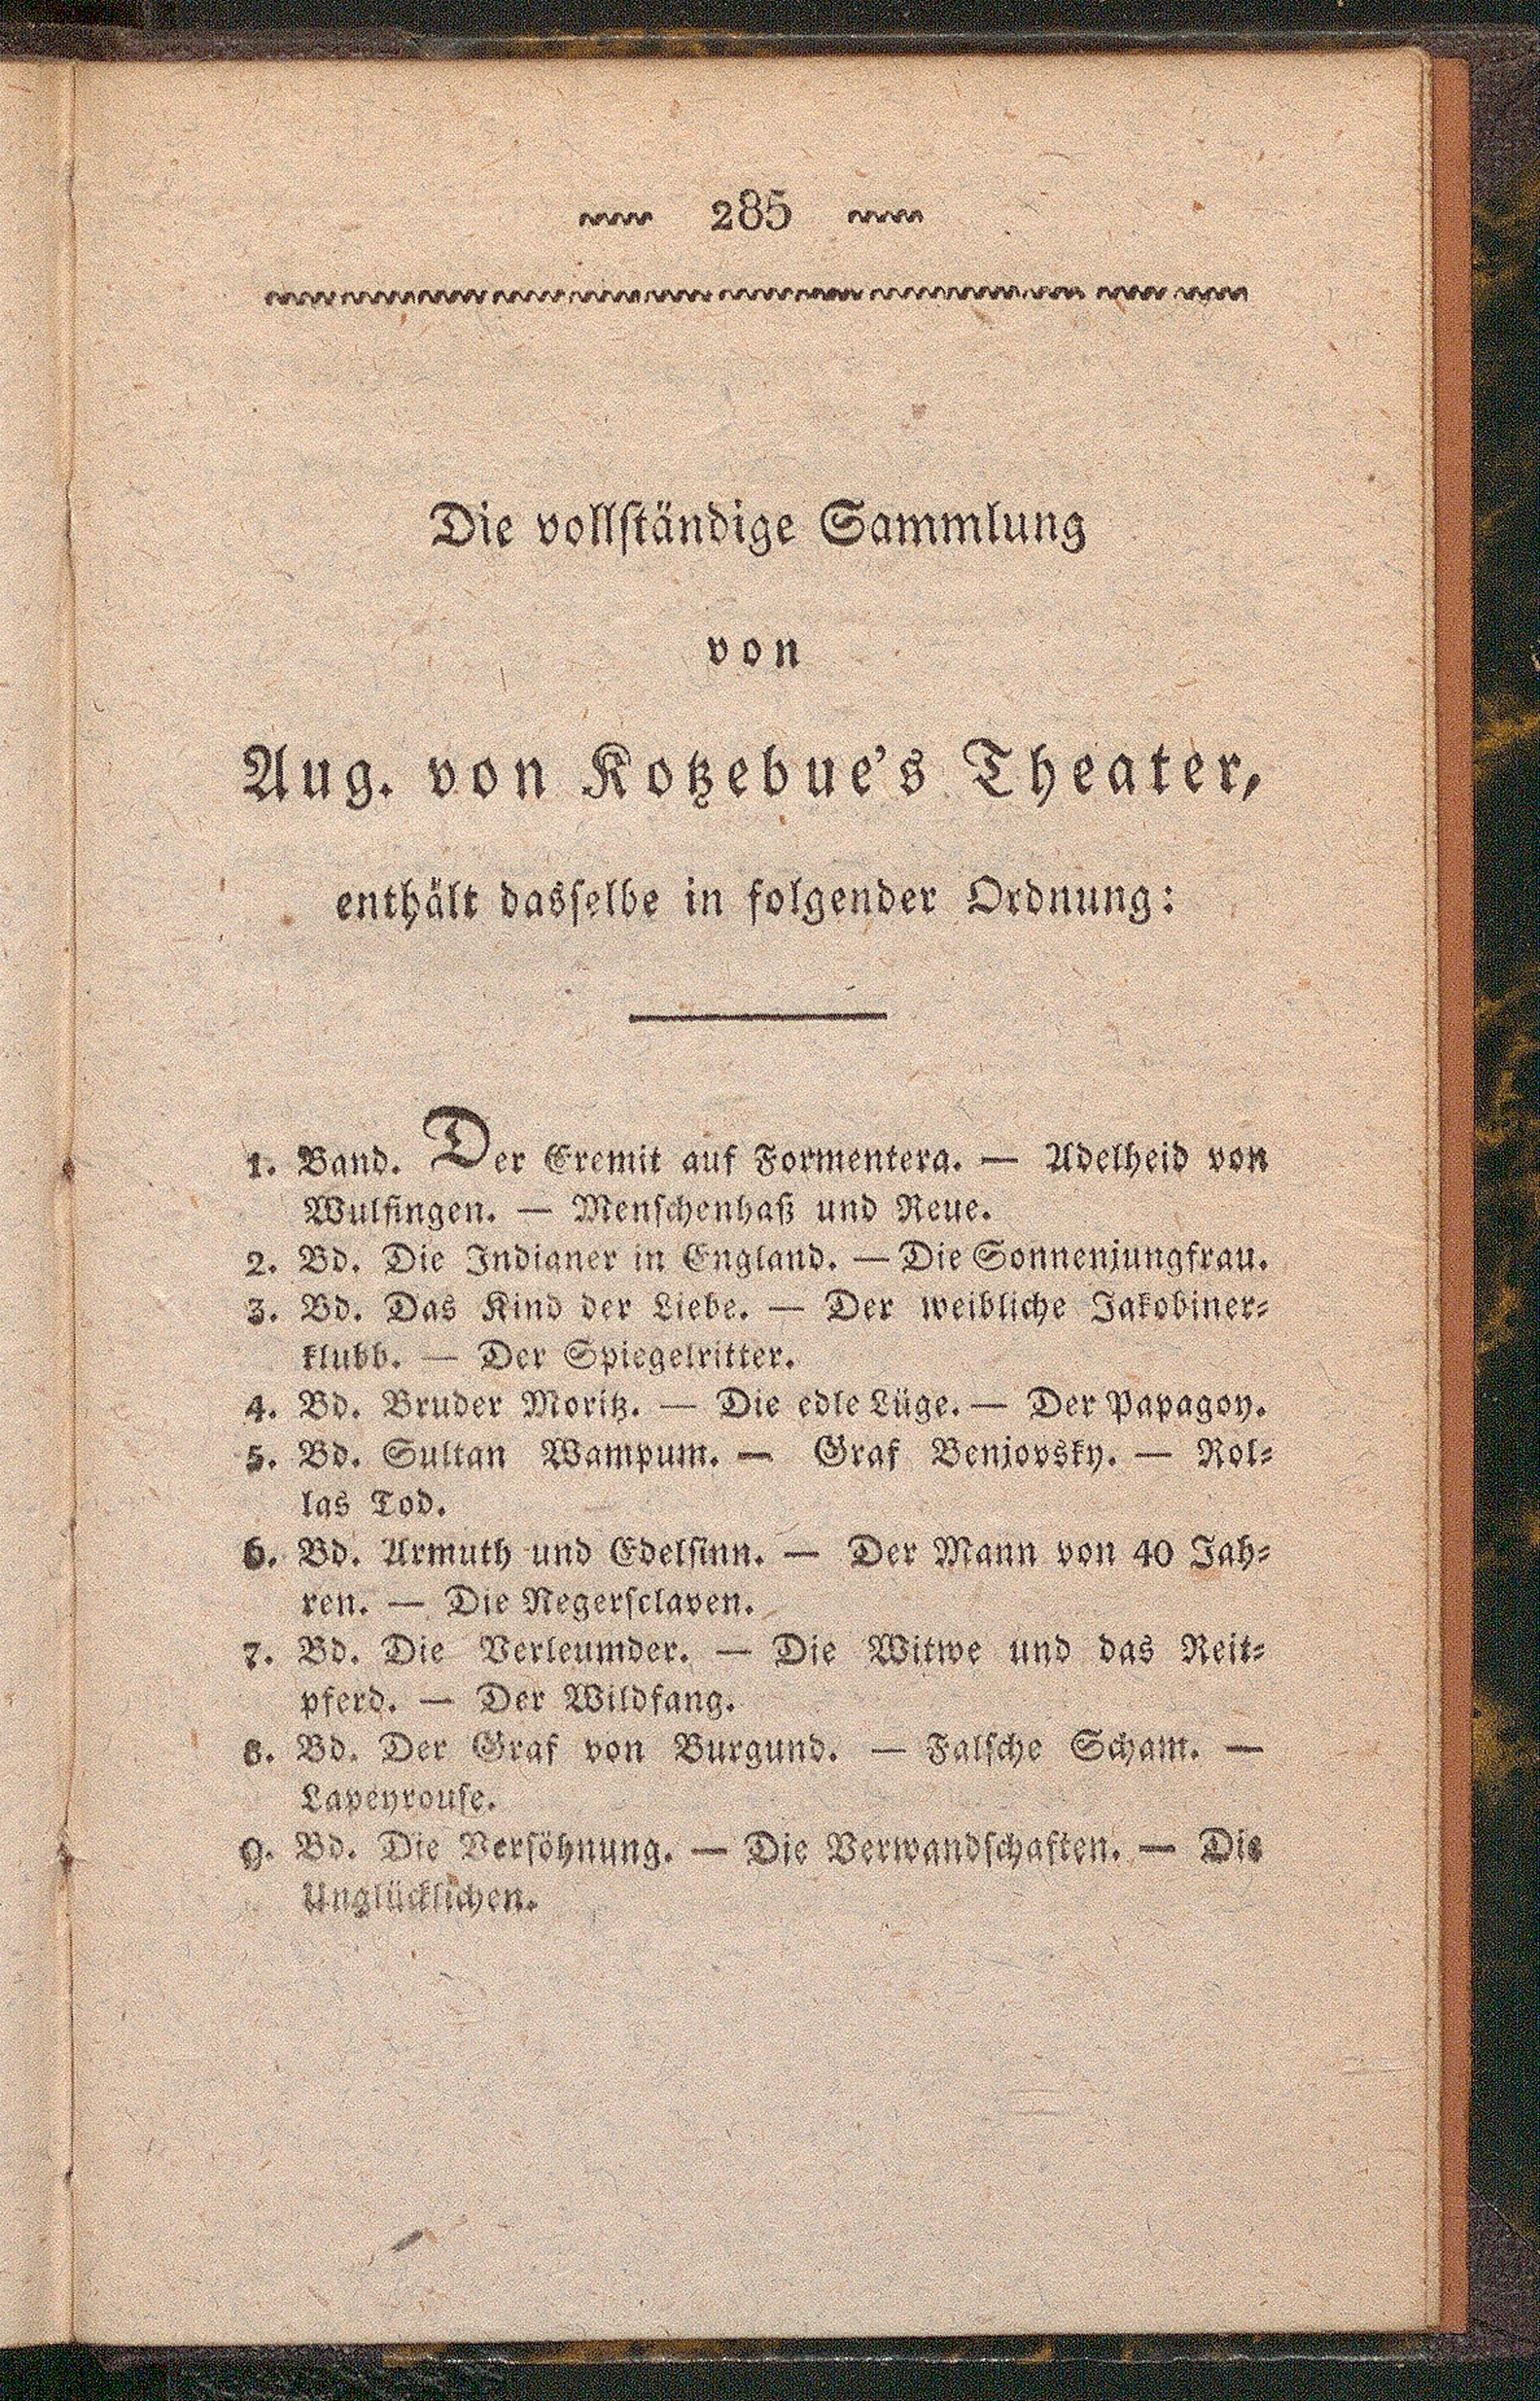 285
Die vollständige Sammlung
von
Aug. von Kotzebue's Theater,
enthält dasselbe in folgender Ordnung:
1. Band. Der Eremit auf Formentera. — Adelheid von
Wulfingen. — Menschenhaß und Reue.
2. Bd. Die Indianer in England. — Die Sonnenjungfrau.
3. Bd. Das Kind der Liebe. — Der weibliche Jakobiner-
klubb. — Der Spiegelritter.
4. Bd. Bruder Moritz. — Die edle Lüge. — Der Papagoy.
5. Bd. Sultan Wampum. — Graf Benjovsky. — Rol-
las Tod.
6. Bd. Armuth und Edelsinn. — Der Mann von 40 Jah-
ren. — Die Negersclaven.
7. Bd. Die Verleumder. — Die Witwe und das Reit-
pferd. — Der Wildfang.
8. Bd. Der Graf von Burgund. — Falsche Scham. —
Lapeyrouse.
9. Bd. Die Versöhnung. — Die Verwandschaften. — Die
Unglücklichen.